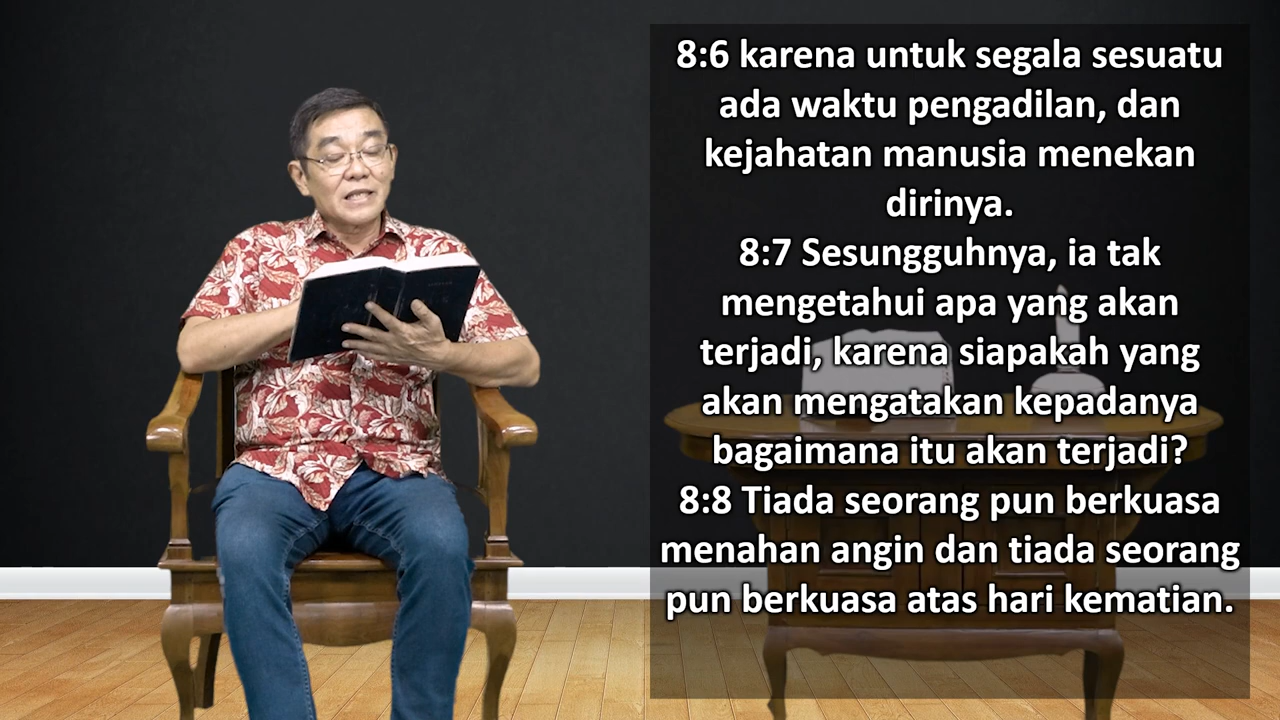 8:6 karena untuk segala sesuatu
ada waktu pengadilan, dan
kejahatan manusia menekan
dirinya.
8:7 Sesungguhnya, ia tak
mengetahui apa yang akan
terjadi, karena siapakah yang
akan mengatakan kepadanya
bagaimana itu akan terjadi?
8:8 Tiada seorang pun berkuasa
menahan angin dan tiada seorang
pun berkuasa atas hari kematian.